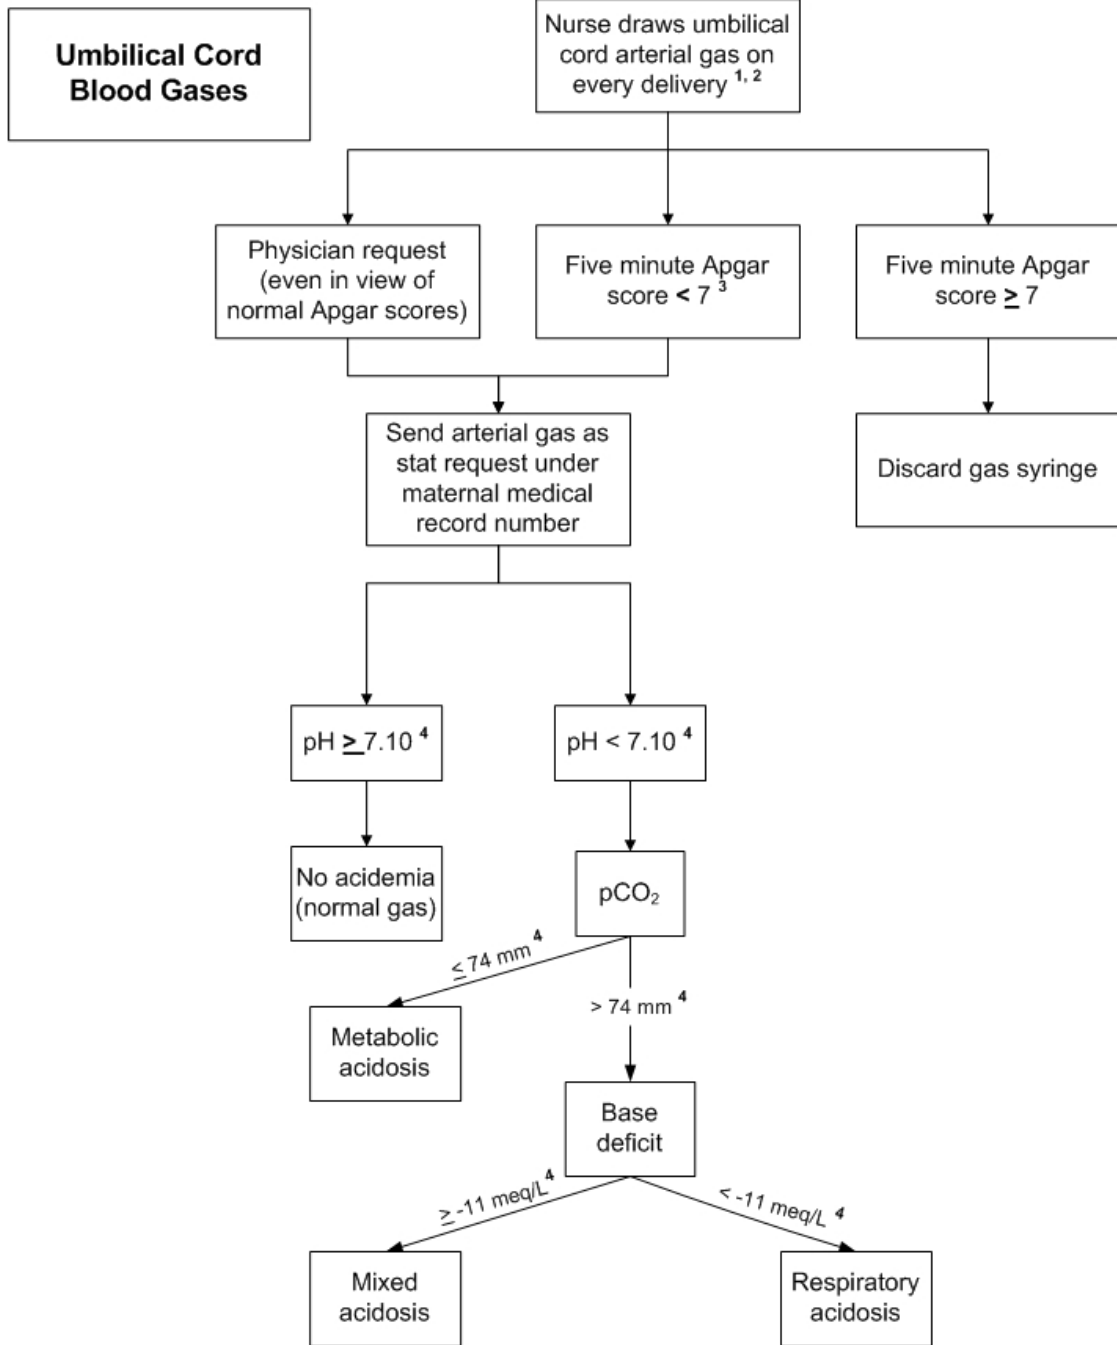 Umbilical Cord
Blood Gases
Nurse draws umbilical
cord arterial gas on
every delivery 1, 2
Physician request
(even in view of
normal Apgar scores)
Five minute Apgar
score < 7 3
Five minute Apgar
score ≥ 7
Send arterial gas as
stat request under
maternal medical
record number
Discard gas syringe
pH ≥ 7.10 4
pH < 7.10 4
No acidemia
(normal gas)
pCO₂
≤ 74 mm 4
> 74 mm 4
Metabolic
acidosis
Base
deficit
≥ -11 meq/L 4
< -11 meq/L 4
Mixed
acidosis
Respiratory
acidosis